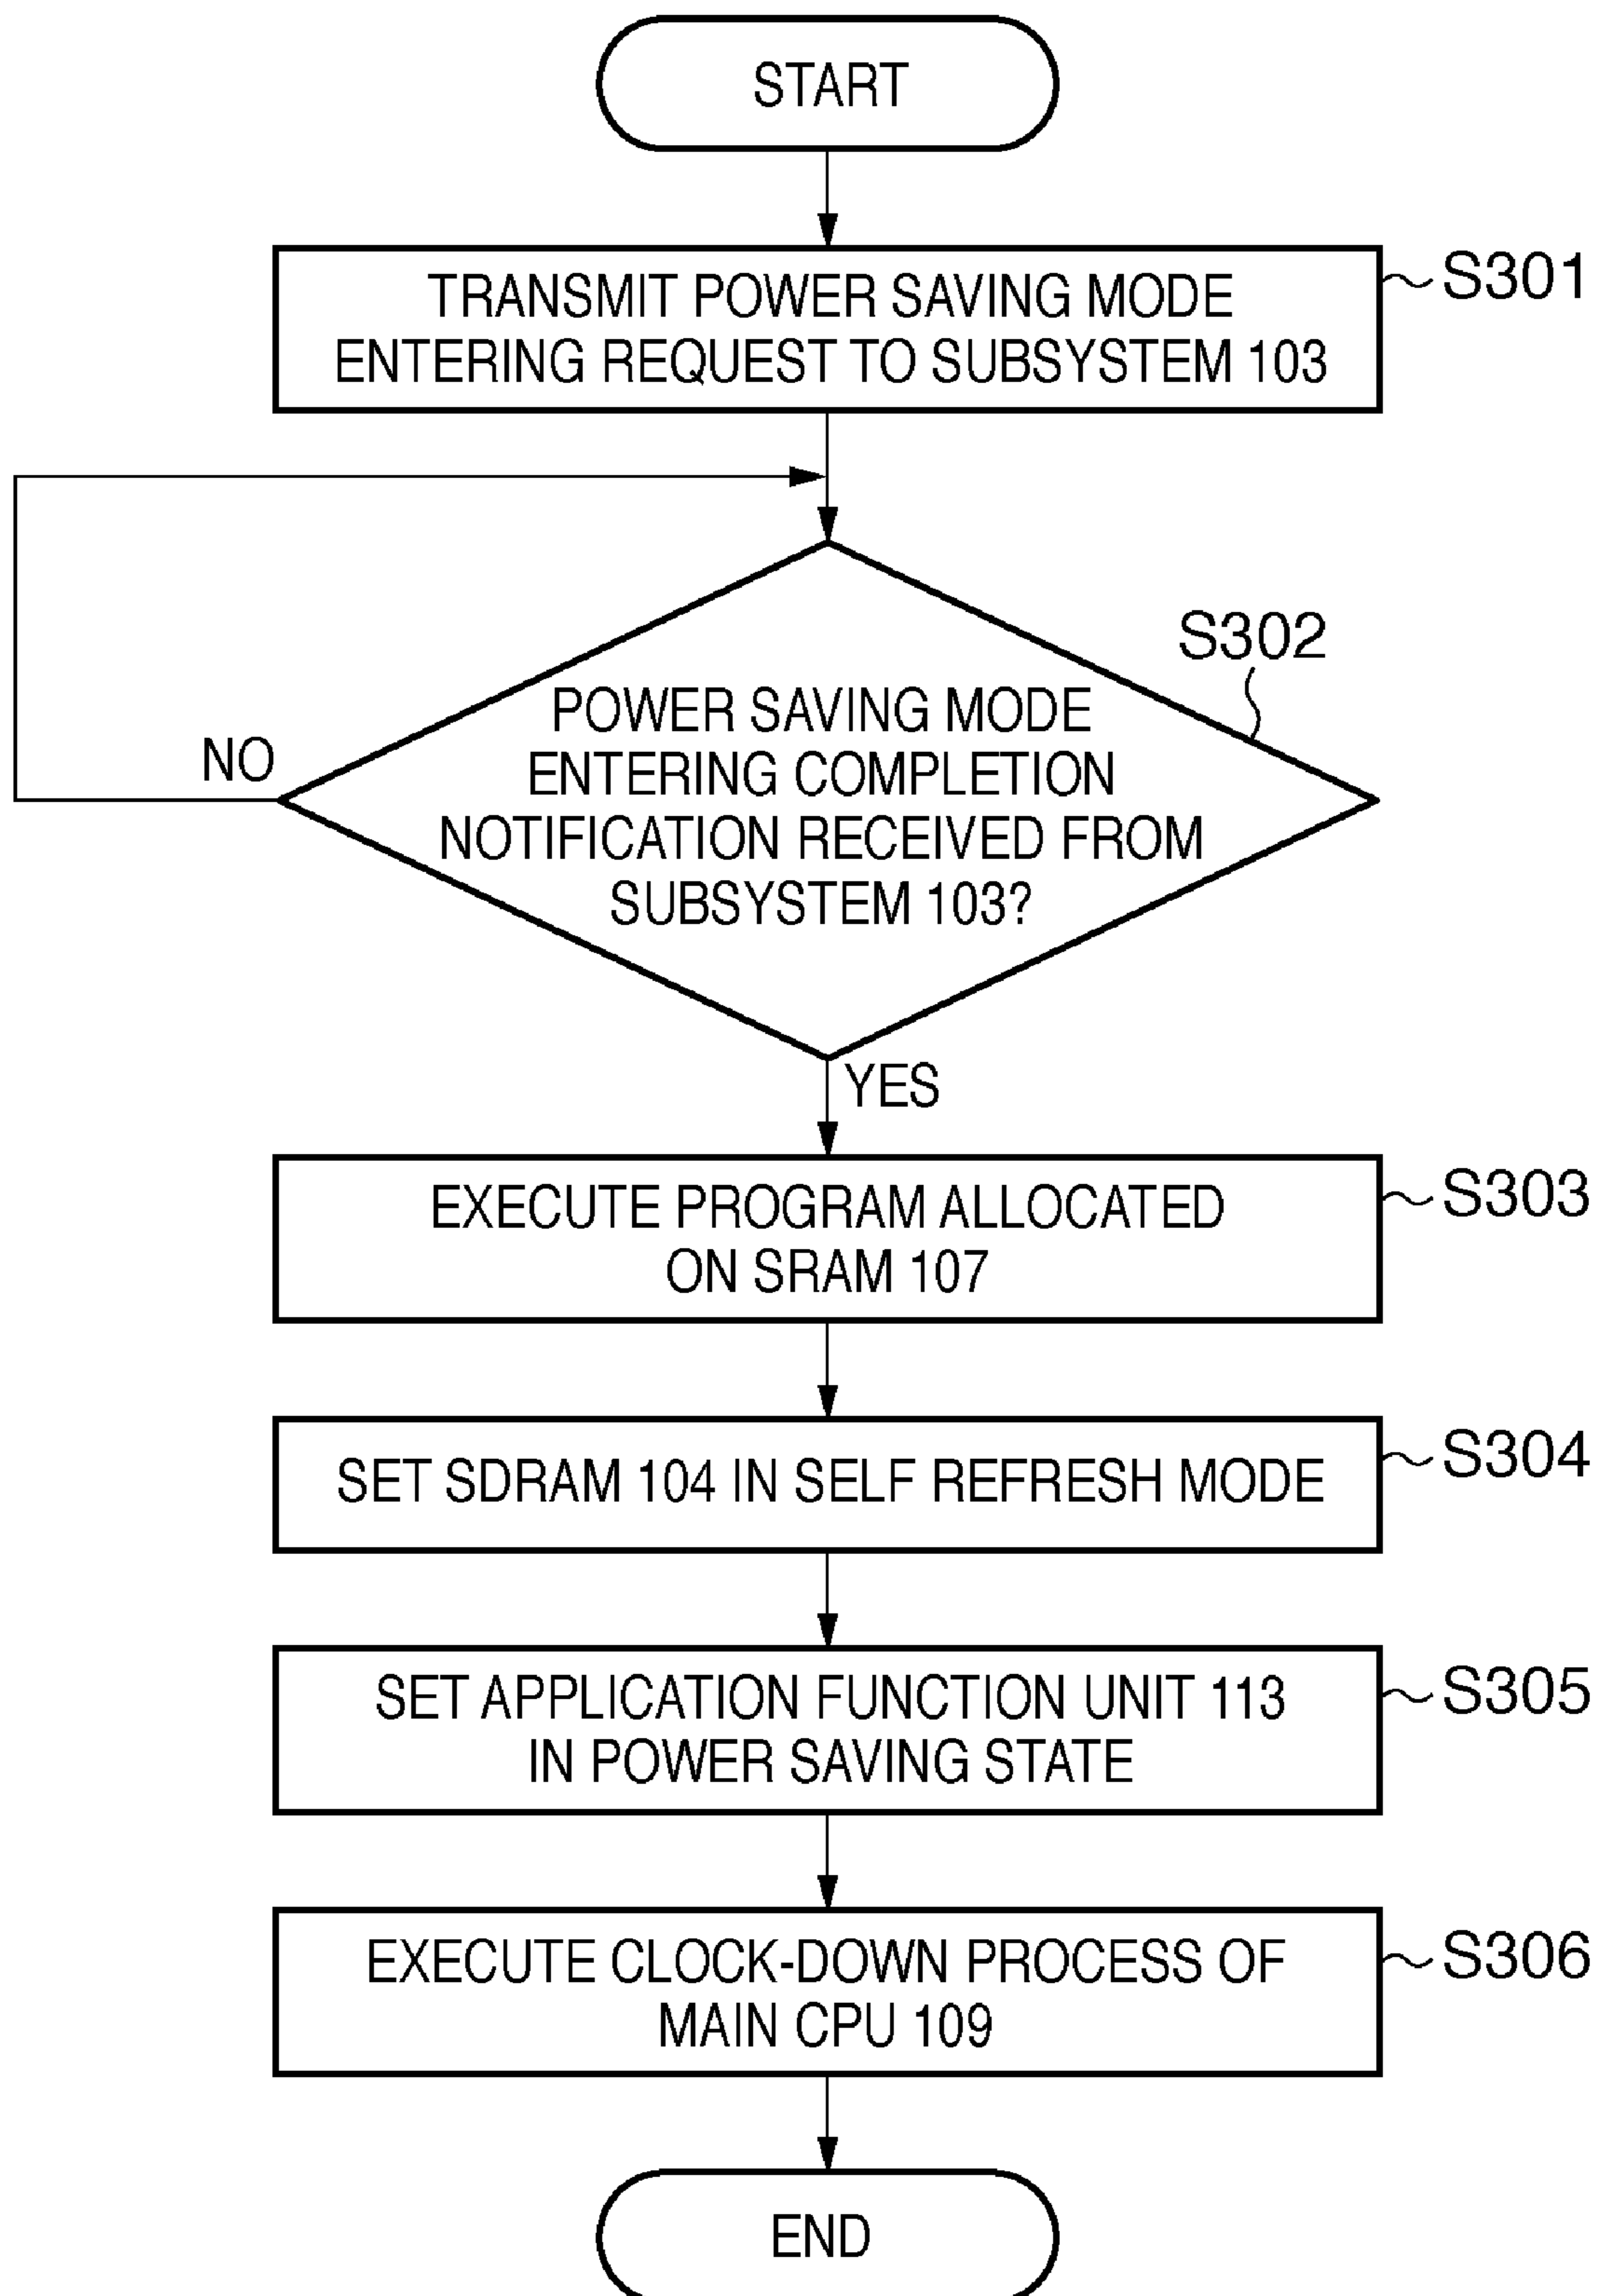 START
TRANSMIT POWER SAVING MODE
ENTERING REQUEST TO SUBSYSTEM 103
S301
S302
POWER SAVING MODE
ENTERING COMPLETION
NOTIFICATION RECEIVED FROM
SUBSYSTEM 103?
NO
YES
EXECUTE PROGRAM ALLOCATED
ON SRAM 107
S303
SET SDRAM 104 IN SELF REFRESH MODE
S304
SET APPLICATION FUNCTION UNIT 113
IN POWER SAVING STATE
S305
EXECUTE CLOCK-DOWN PROCESS OF
MAIN CPU 109
S306
END